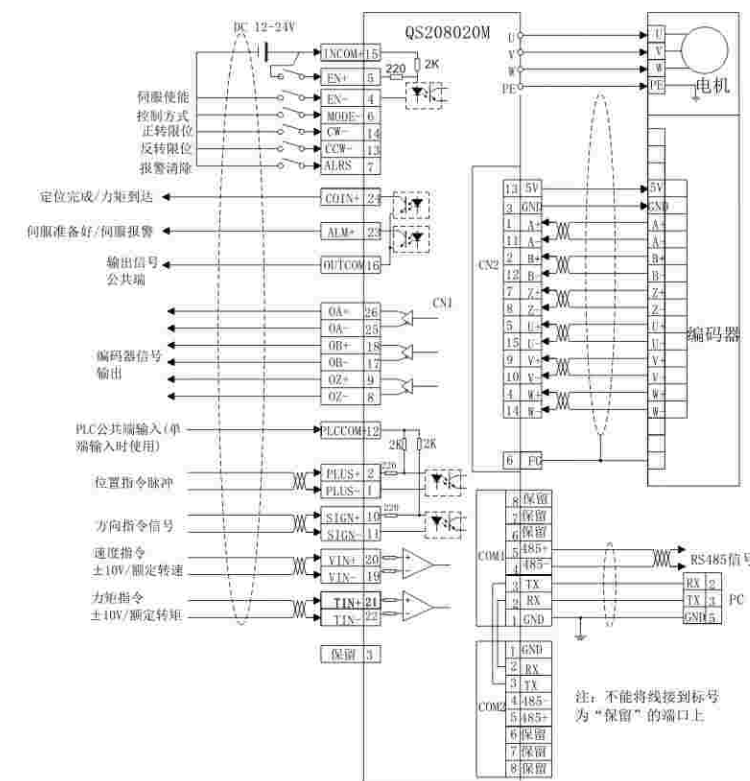 DC 12-24V
QS208020M
INCOM+ 15
220
2K
EN+ 5
伺服使能 EN- 4
控制方式 MODE- 6
正转限位 CW- 14
反转限位 CCW- 13
报警清除 ALRS 7
定位完成/力矩到达 COIN+ 24
伺服准备好/伺服报警 ALM+ 23
输出信号
公共端
OUTCOM 16
CN1
OA+ 26
OA- 25
OB+ 18
OB- 17
OZ+ 9
OZ- 8
编码器信号
输出
PLC公共端输入(单
端输入时使用)
PLCCOM+ 12
2K 2K
220
位置指令脉冲
PLUS+ 2
PLUS- 1
220
方向指令信号
SIGN+ 10
SIGN- 11
速度指令
±10V/额定转速
VIN+ 20
VIN- 19
力矩指令
±10V/额定转矩
TIN+ 21
TIN- 22
保留 3
U U
V V
W W
PE PE
电机
CN2
13 5V 5V
3 GND GND
1 A+ A+
11 A- A-
2 B+ B+
12 B- B-
7 Z+ Z+
8 Z- Z-
5 U+ U+
15 U- U-
9 V+ V+
10 V- V-
4 W+ W+
14 W- W-
6 FG
编码器
COM1
8 保留
7 保留
6 保留
5 485+
4 485-
3 TX
2 RX
1 GND
RS485信号
RX 2
TX 3
GND 5
PC
COM2
1 GND
2 RX
3 TX
4 485-
5 485+
6 保留
7 保留
8 保留
注: 不能将线接到标号
为“保留”的端口上